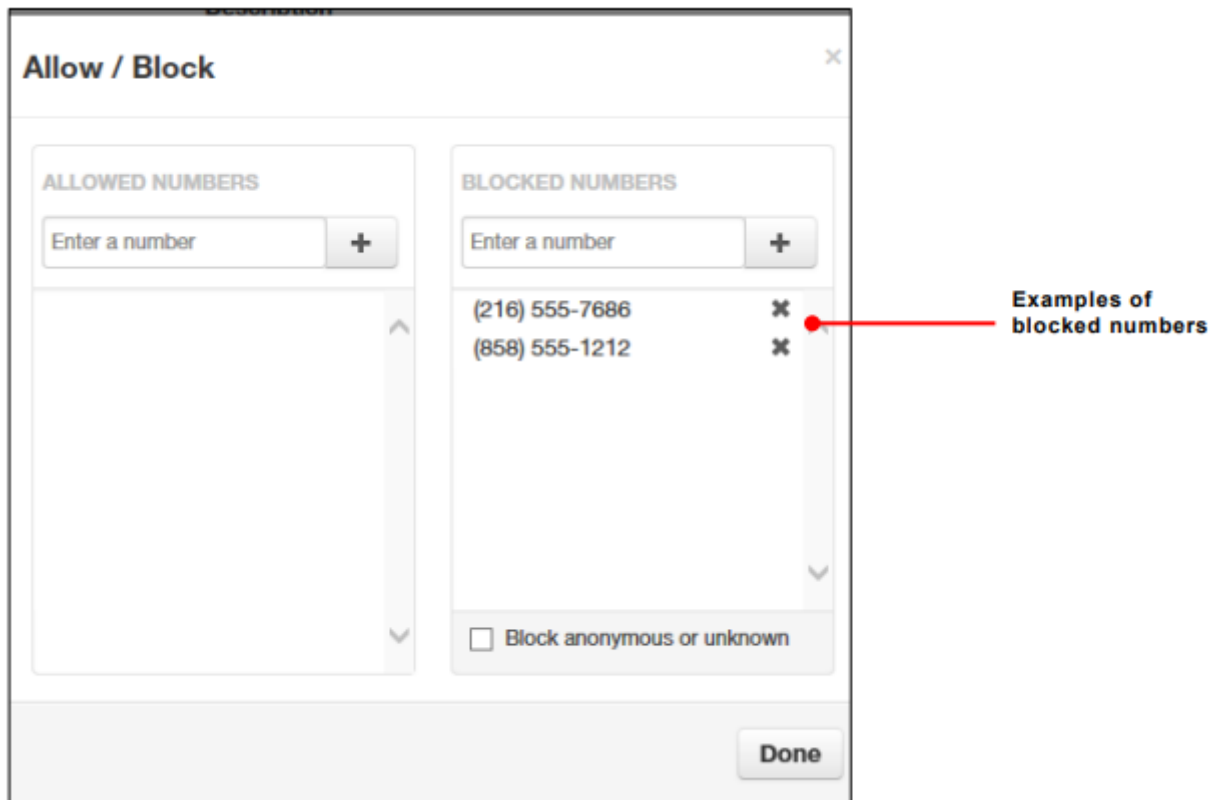 Description
Allow / Block
×
ALLOWED NUMBERS
Enter a number
+
BLOCKED NUMBERS
Enter a number
+
(216) 555-7686 ✖
(858) 555-1212 ✖
Block anonymous or unknown
Done
Examples of
blocked numbers